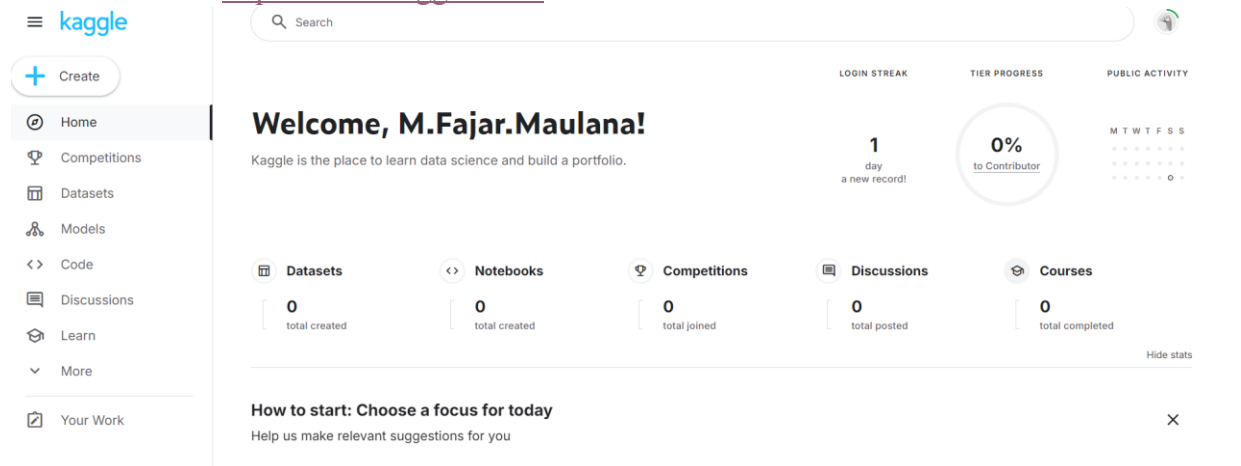 kaggle
Search
Create
Home
Competitions
Datasets
Models
Code
Discussions
Learn
More
Your Work
LOGIN STREAK TIER PROGRESS PUBLIC ACTIVITY
Welcome, M.Fajar.Maulana!
Kaggle is the place to learn data science and build a portfolio.
1
day
a new record!
0%
to Contributor
M T W T F S S
Datasets Notebooks Competitions Discussions Courses
0 0 0 0 0
total created total created total joined total posted total completed
Hide stats
How to start: Choose a focus for today
Help us make relevant suggestions for you